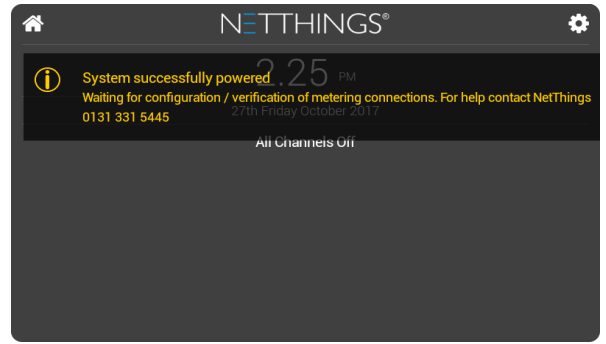 NETTHINGS®
System successfully powered
2.25 PM
Waiting for configuration / verification of metering connections. For help contact NetThings
0131 331 5445
27th Friday October 2017
All Channels Off